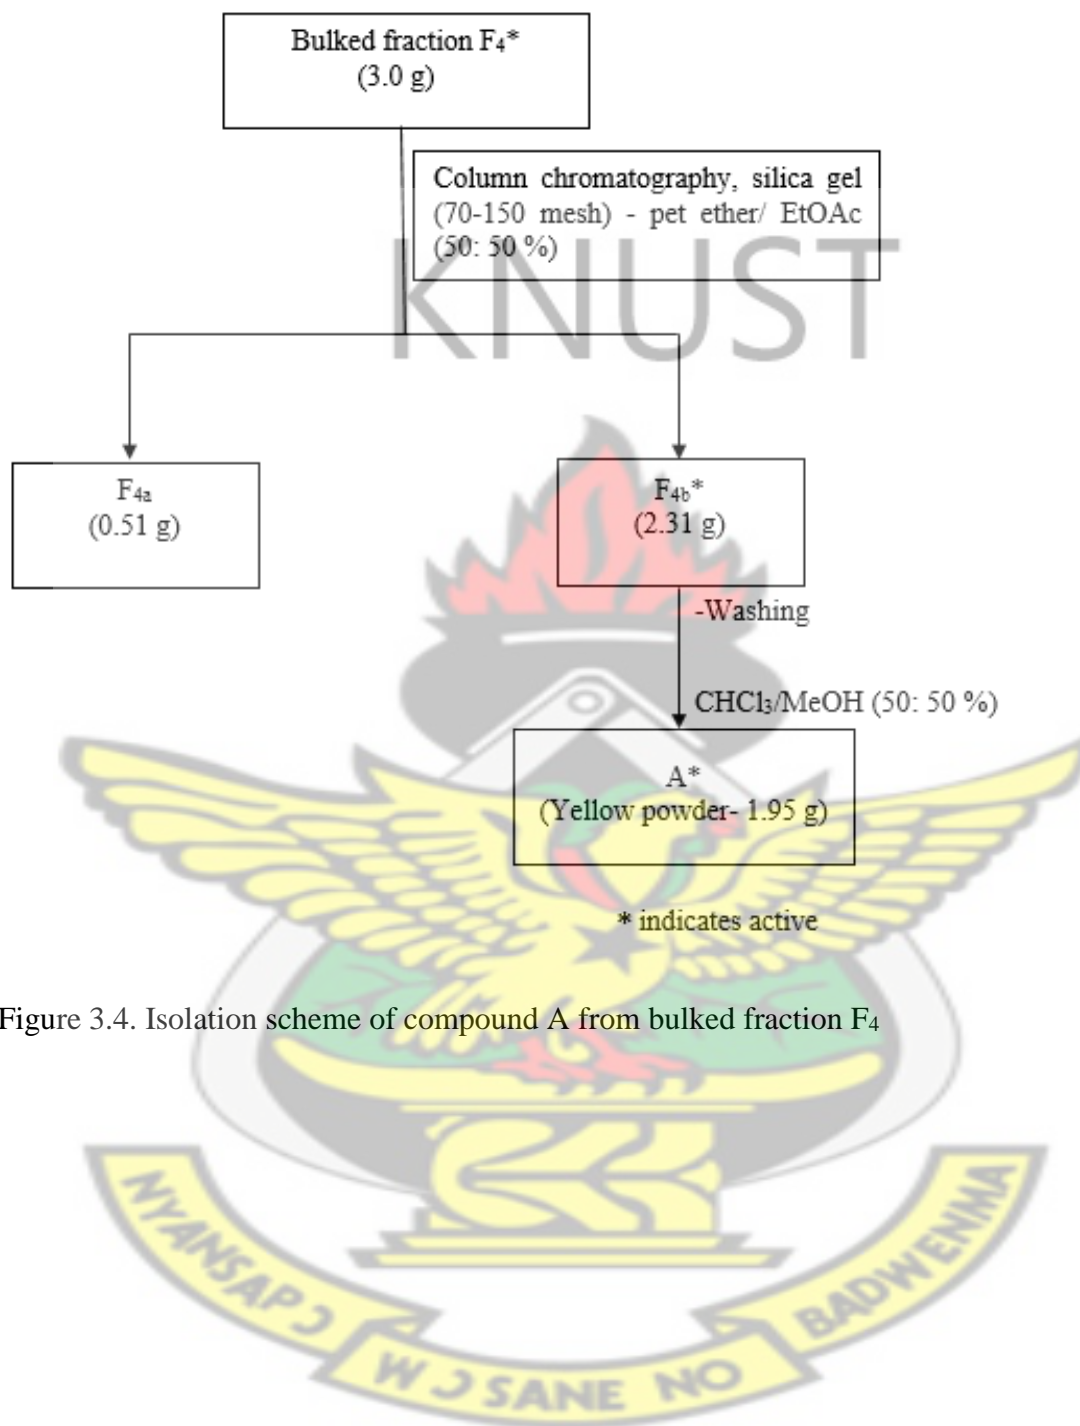 Bulked fraction F₄*
(3.0 g)
Column chromatography, silica gel
(70-150 mesh) - pet ether/ EtOAc
(50: 50 %)
KNUST
F₄ₐ
(0.51 g)
F₄b*
(2.31 g)
-Washing
CHCl₃/MeOH (50: 50 %)
A*
(Yellow powder- 1.95 g)
* indicates active
Figure 3.4. Isolation scheme of compound A from bulked fraction F₄
NYANSAPƆ
WƆSANE NO
BADWENMA